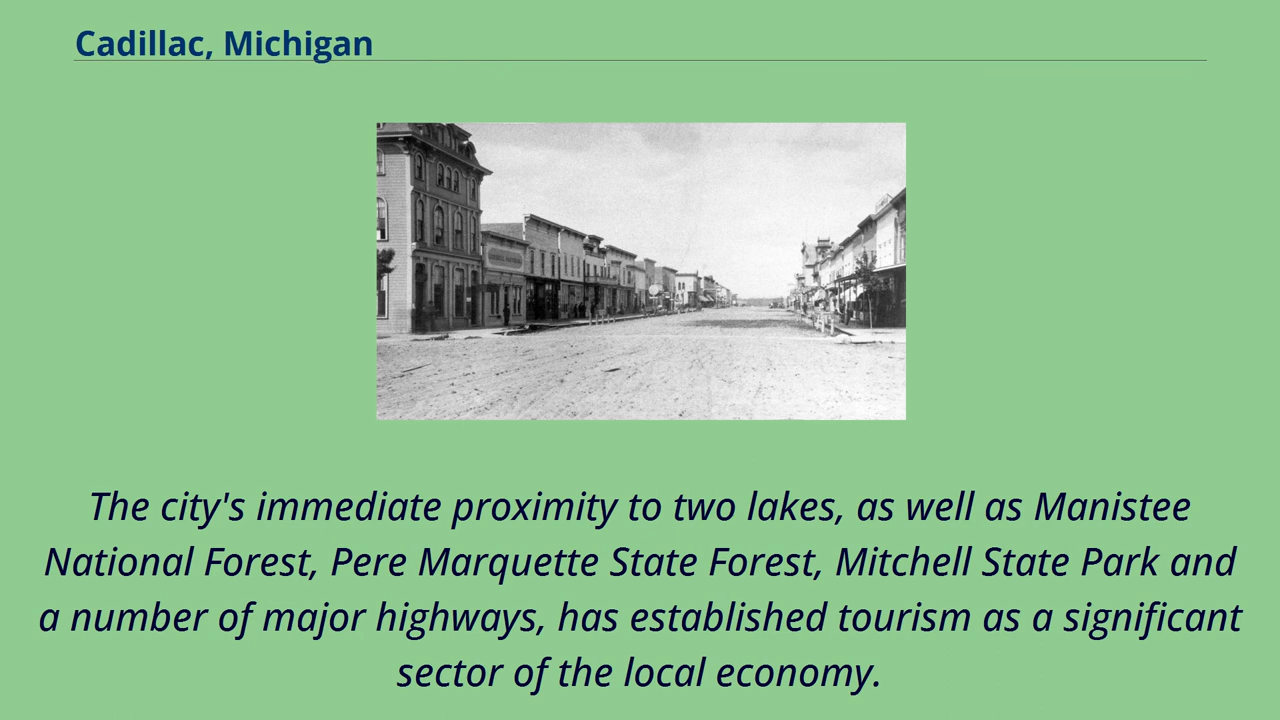 Cadillac, Michigan
The city's immediate proximity to two lakes, as well as Manistee
National Forest, Pere Marquette State Forest, Mitchell State Park and
a number of major highways, has established tourism as a significant
sector of the local economy.